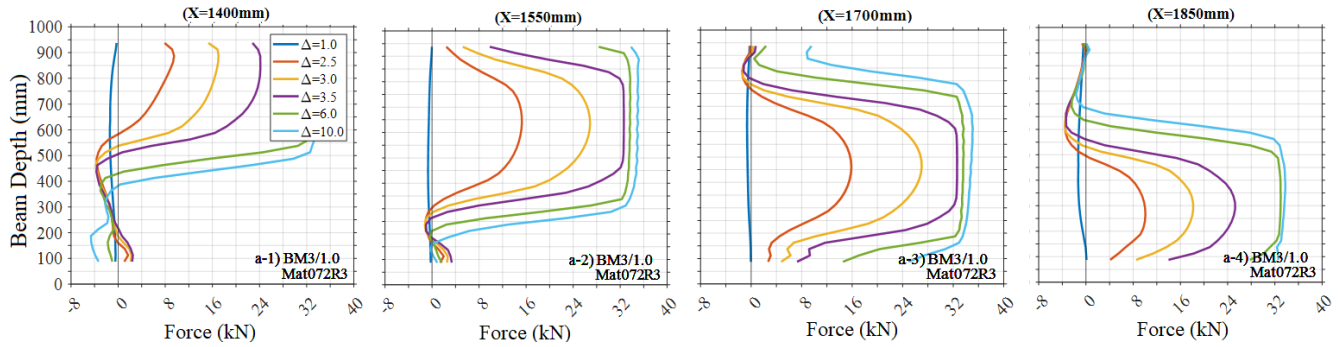 (X=1400mm)
(X=1550mm)
(X=1700mm)
(X=1850mm)
1000
900
800
700
600
500
400
300
200
100
0
Beam Depth (mm)
Δ=1.0
Δ=2.5
Δ=3.0
Δ=3.5
Δ=6.0
Δ=10.0
a-1) BM3/1.0
Mat072R3
a-2) BM3/1.0
Mat072R3
a-3) BM3/1.0
Mat072R3
a-4) BM3/1.0
Mat072R3
-8 0 8 16 24 32 40
-8 0 8 16 24 32 40
-8 0 8 16 24 32 40
-8 0 8 16 24 32 40
Force (kN)
Force (kN)
Force (kN)
Force (kN)